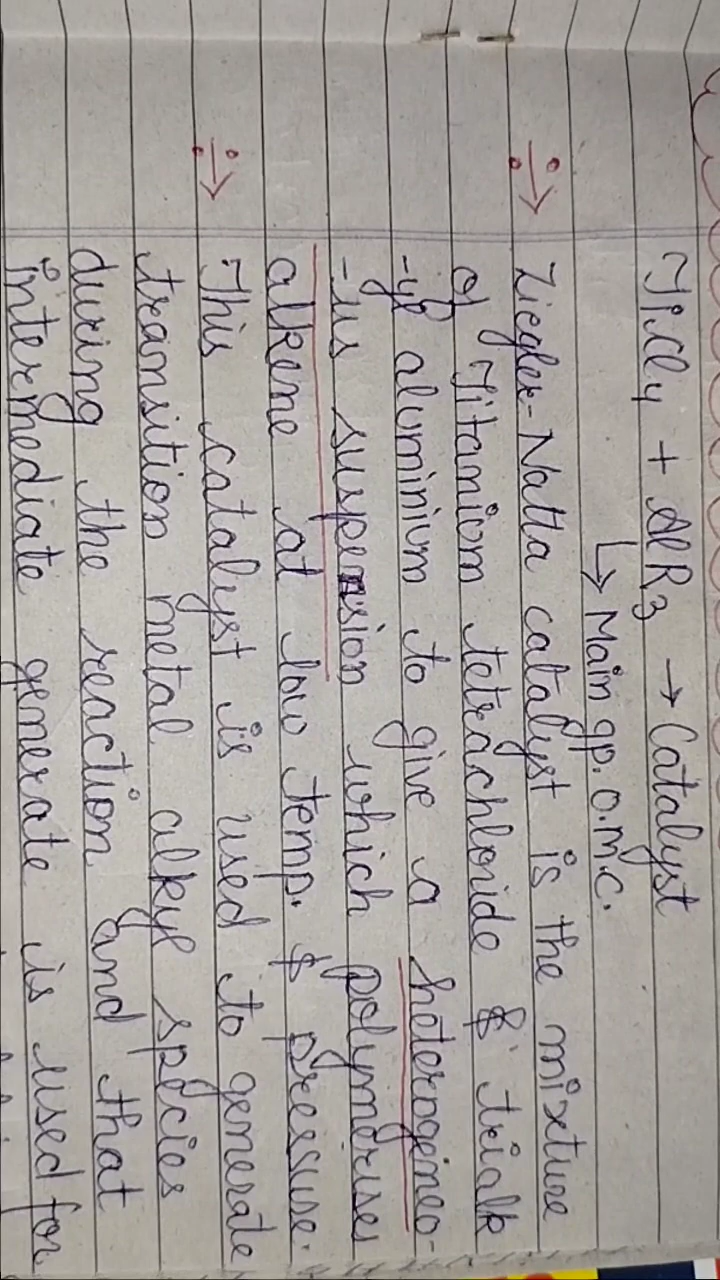 TiCl4 + AlR3 → Catalyst
↳ Main gp. O.M.C.
Ziegler-Natta catalyst is the mixture
of Titanium tetrachloride & trialk
-yl aluminium to give a heterogineo-
-us suspension which polymerises
alkene at low temp. & pressure.
This catalyst is used to generate
transition metal alkyl species
during the reaction and that
intermediate generate is used for